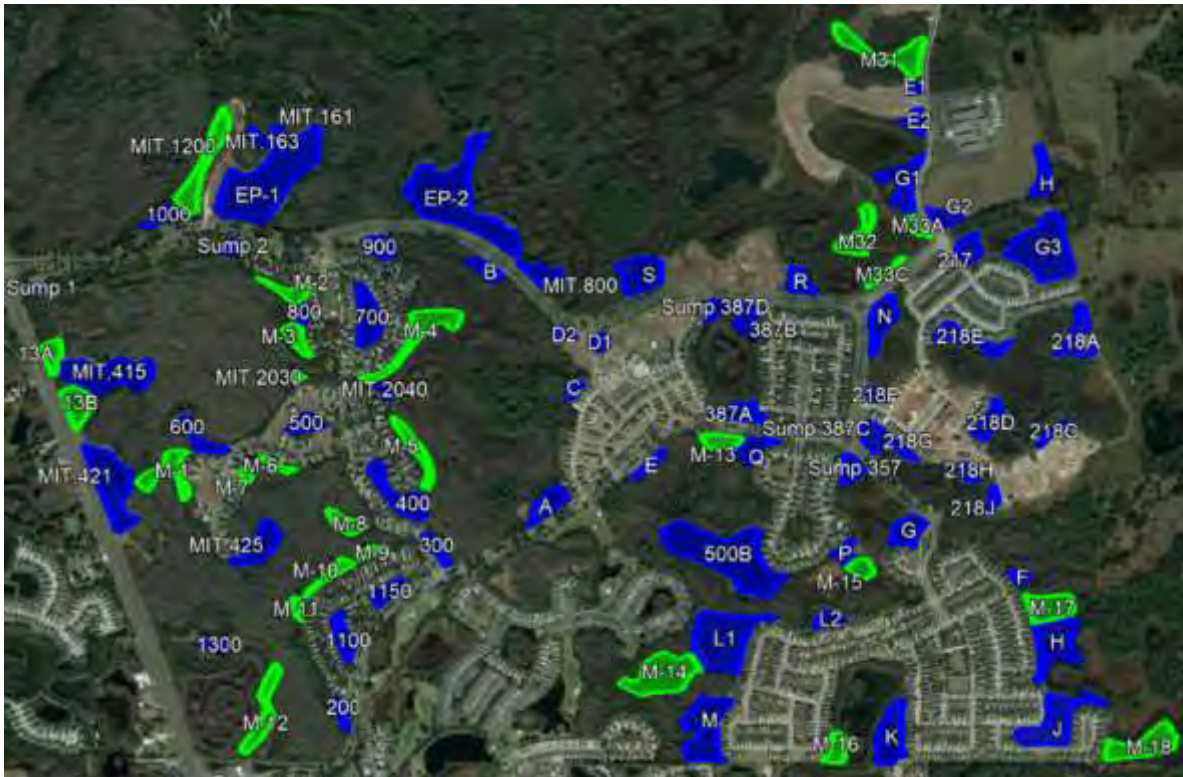 M31
E1
E2
MIT.161
MIT.163
MIT.1200
EP-1
EP-2
G1
H
1000
G2
M33A
M32
G3
Sump 2
900
217
B
MIT.800
S
R
M33C
Sump 1
M-2
800
700
M-4
M-3
Sump 387D
387B
N
D2
D1
218E
218A
13A
MIT.415
MIT.2030
MIT.2040
C
218F
13B
387A
600
500
Sump 387C
218D
218C
218G
M-5
M-13
Q
M-1
M-6
E
Sump 357
218H
MIT.421
M-7
400
A
218J
M-8
G
MIT.425
300
500B
P
M-9
M-10
M-15
F
1150
M-11
M-17
L2
1300
1100
L1
H
M-14
200
M-12
M
M-16
K
J
M-18